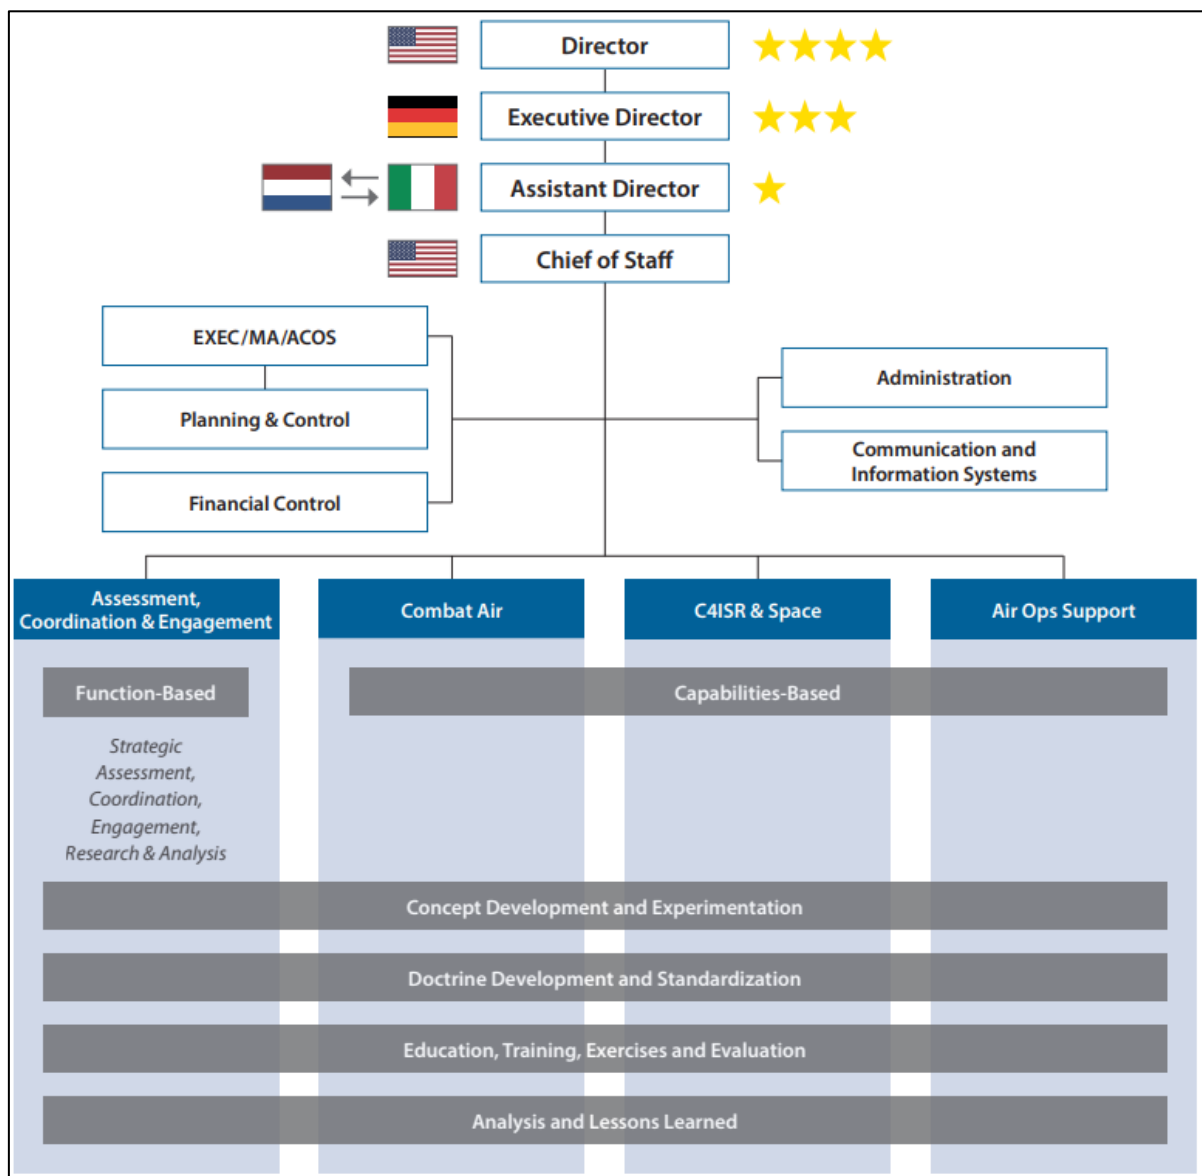 Director
Executive Director
Assistant Director
Chief of Staff
EXEC/MA/ACOS
Planning & Control
Financial Control
Administration
Communication and
Information Systems
Assessment,
Coordination & Engagement
Combat Air
C4ISR & Space
Air Ops Support
Function-Based
Capabilities-Based
Strategic
Assessment,
Coordination,
Engagement,
Research & Analysis
Concept Development and Experimentation
Doctrine Development and Standardization
Education, Training, Exercises and Evaluation
Analysis and Lessons Learned